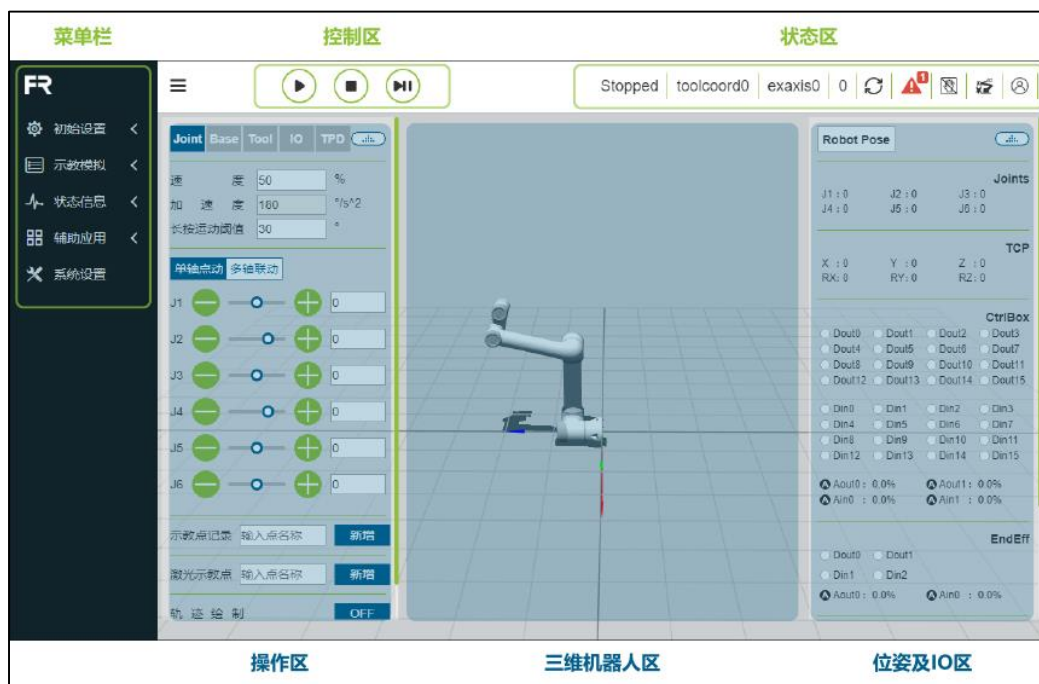 菜单栏 控制区 状态区
FR
Stopped toolcoord0 exaxis0 0 1
初始设置
示教模拟
状态信息
辅助应用
系统设置
Joint Base Tool IO TPD
速 度 50 %
加 速 度 180 °/s^2
长按运动阈值 30 °
单轴点动 多轴联动
J1 0
J2 0
J3 0
J4 0
J5 0
J6 0
示教点记录 输入点名称 新增
激光示教点 输入点名称 新增
轨 迹 绘 制 OFF
Robot Pose
Joints
J1 : 0 J2 : 0 J3 : 0
J4 : 0 J5 : 0 J6 : 0
TCP
X : 0 Y : 0 Z : 0
RX: 0 RY: 0 RZ: 0
CtrlBox
Dout0 Dout1 Dout2 Dout3
Dout4 Dout5 Dout6 Dout7
Dout8 Dout9 Dout10 Dout11
Dout12 Dout13 Dout14 Dout15
Din0 Din1 Din2 Din3
Din4 Din5 Din6 Din7
Din8 Din9 Din10 Din11
Din12 Din13 Din14 Din15
A Aout0 : 0.0% A Aout1 : 0.0%
A Ain0 : 0.0% A Ain1 : 0.0%
EndEff
Dout0 Dout1
Din1 Din2
A Aout0 : 0.0% A Ain0 : 0.0%
操作区 三维机器人区 位姿及IO区